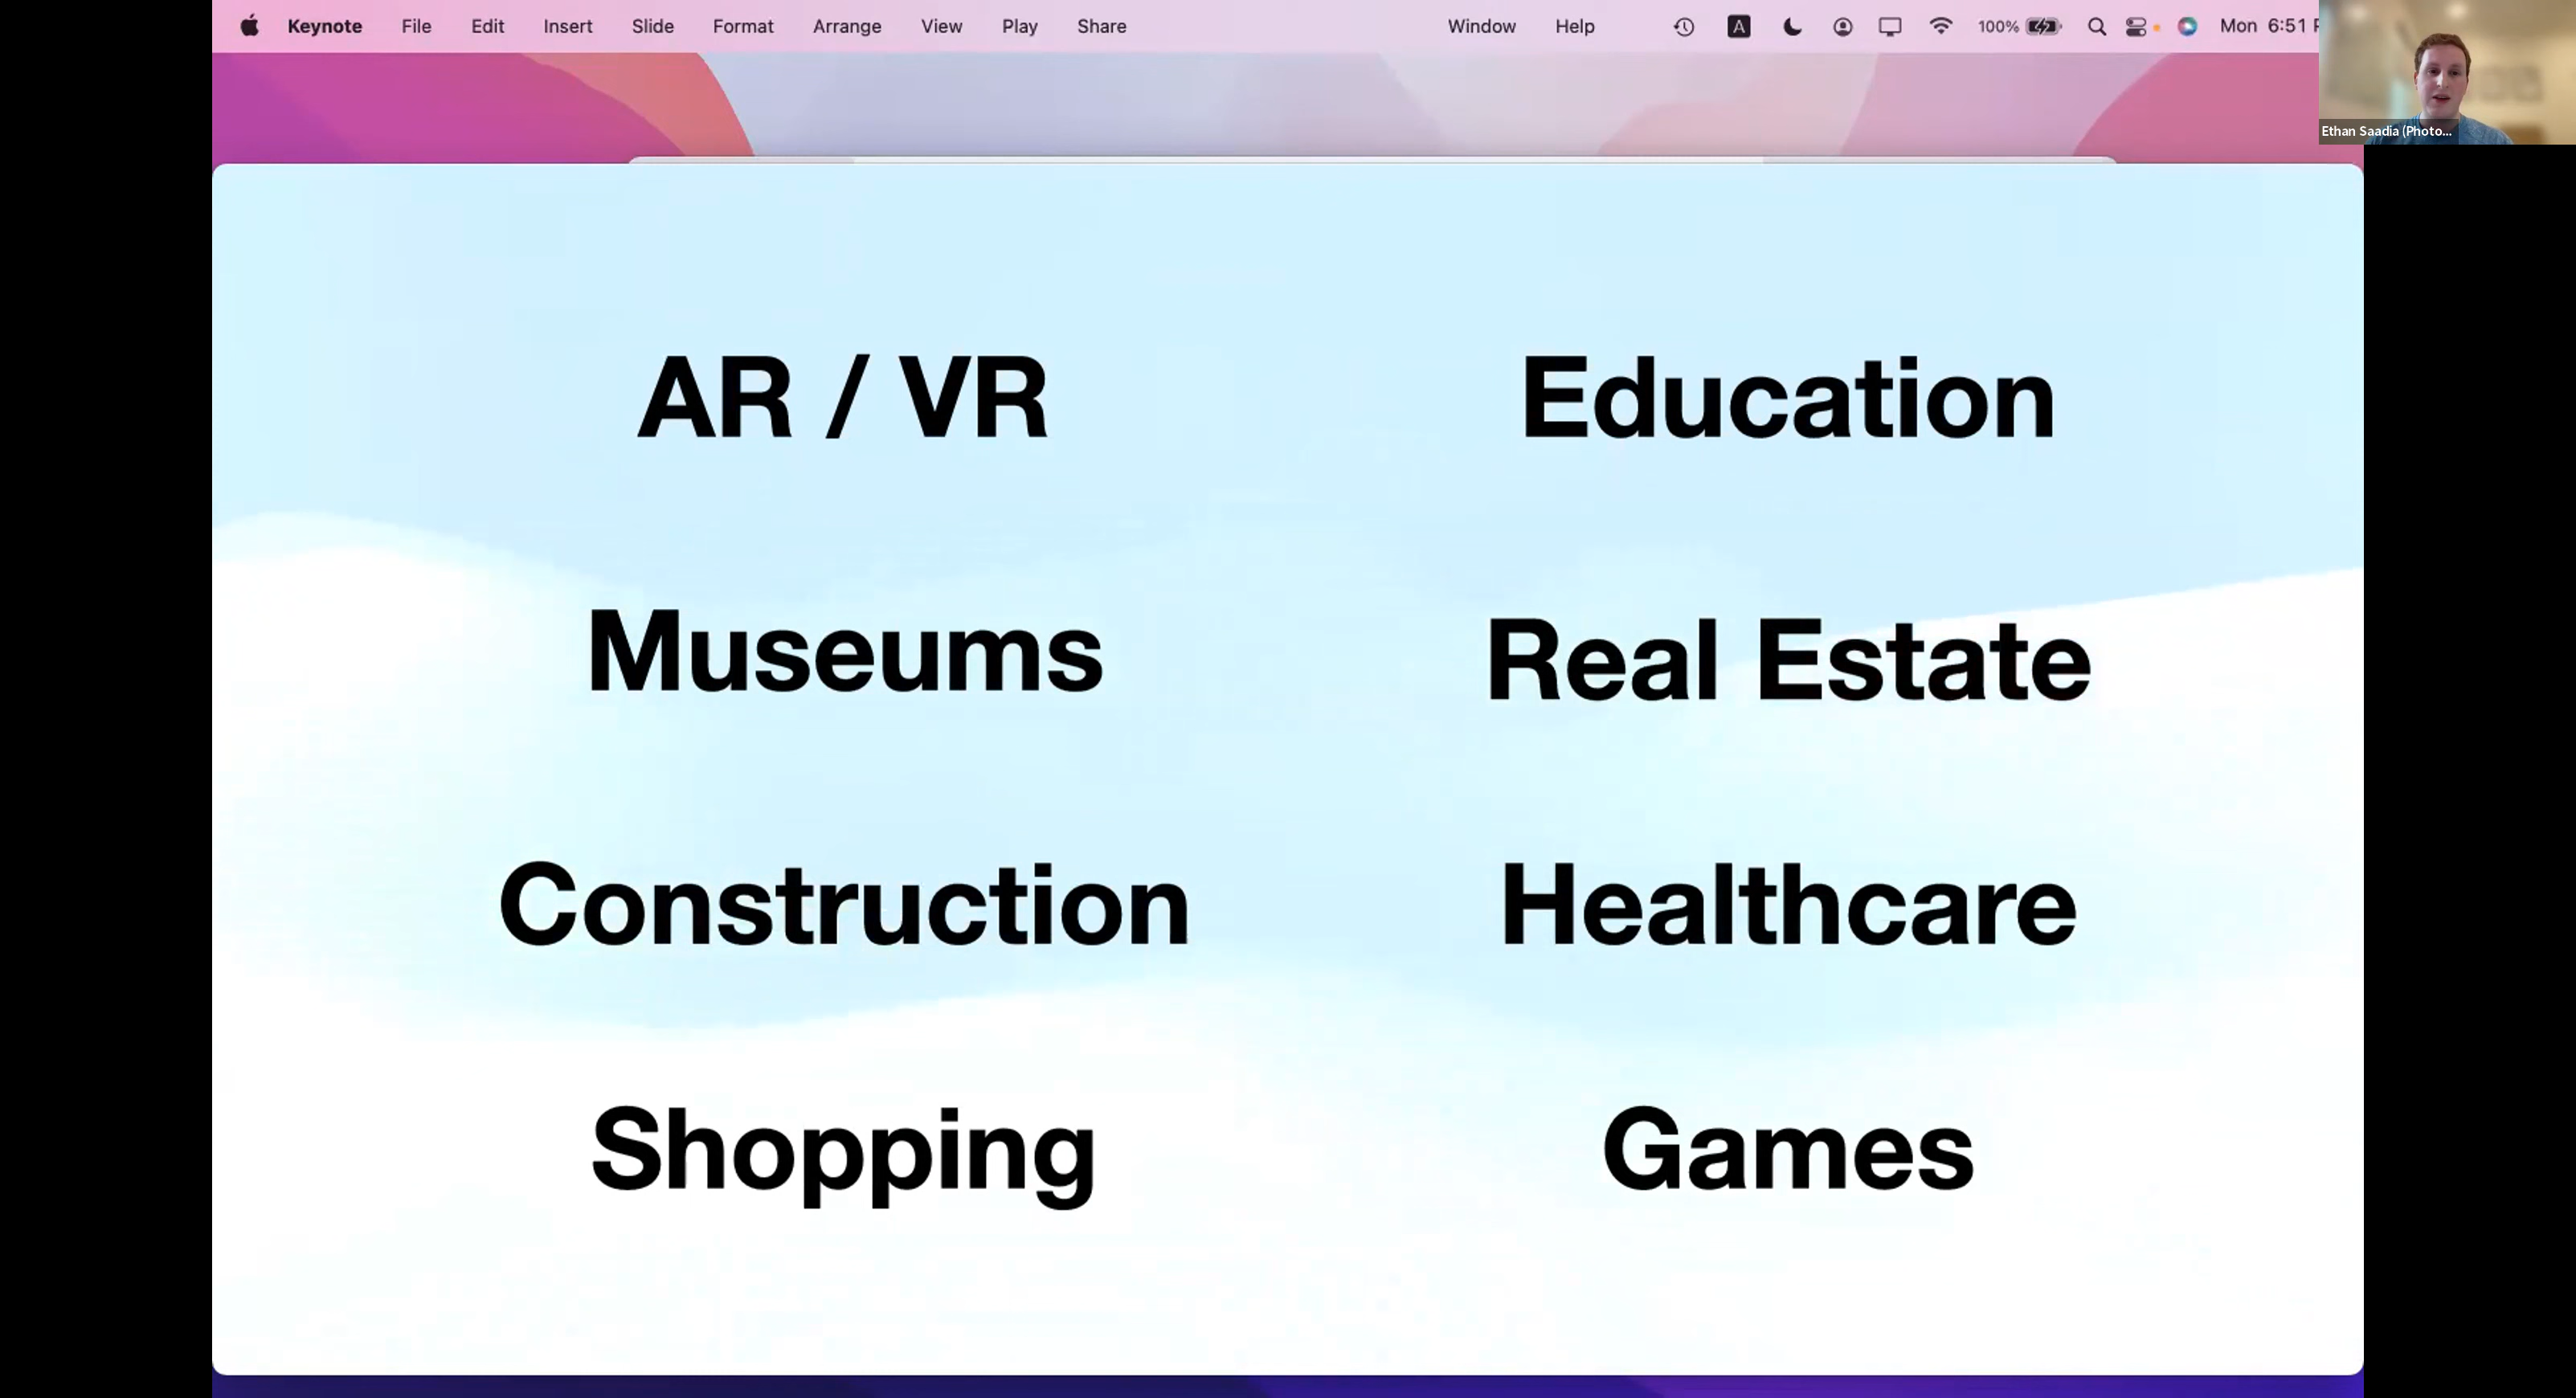 Keynote File Edit Insert Slide Format Arrange View Play Share Window Help A 100% Mon 6:51
Ethan Saadia (Photo...
AR / VR Education
Museums Real Estate
Construction Healthcare
Shopping Games